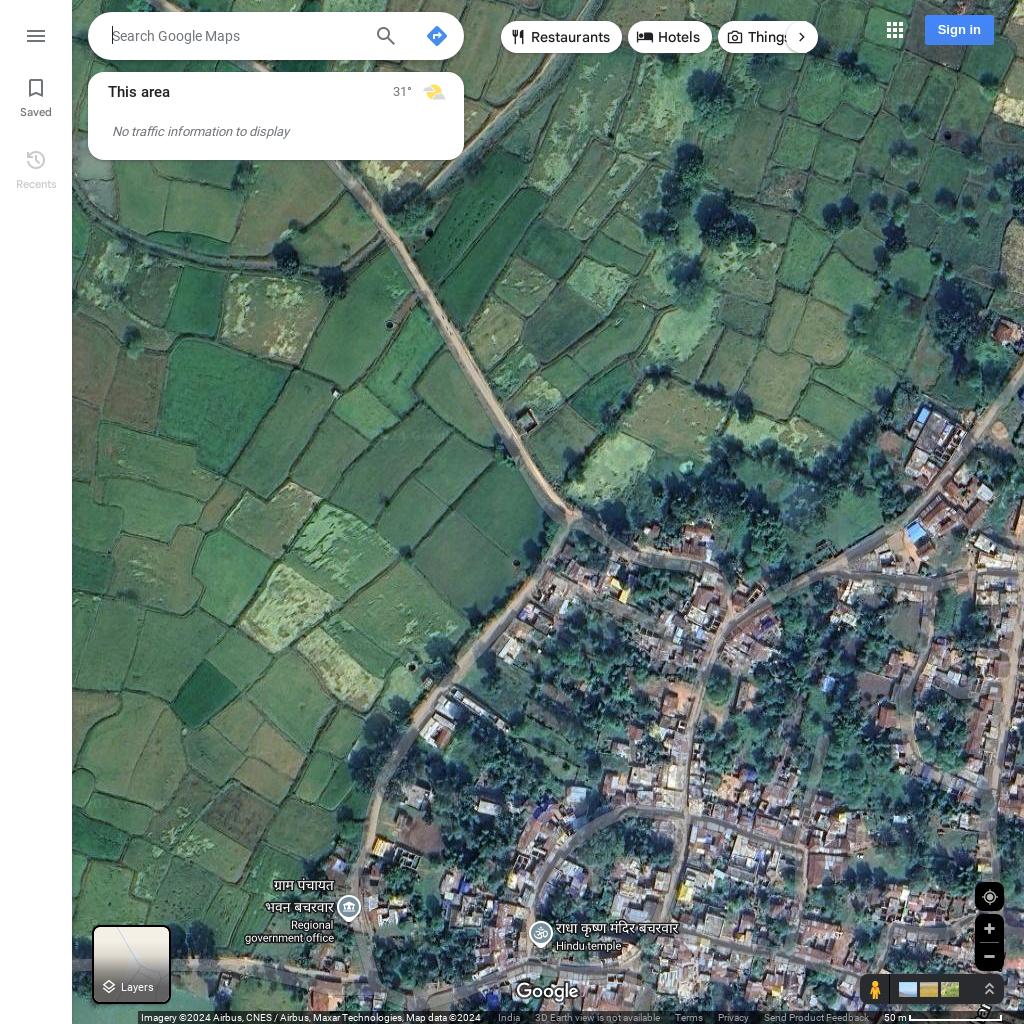 Search Google Maps
Restaurants
Hotels
Things
Sign in
Saved
Recents
This area
31°
No traffic information to display
ग्राम पंचायत
भवन बचरवार
Regional
government office
राधा कृष्ण मंदिर बचरवार
Hindu temple
Layers
Google
Imagery ©2024 Airbus, CNES / Airbus, Maxar Technologies, Map data ©2024
India
3D Earth view is not available
Terms
Privacy
Send Product Feedback
50 m